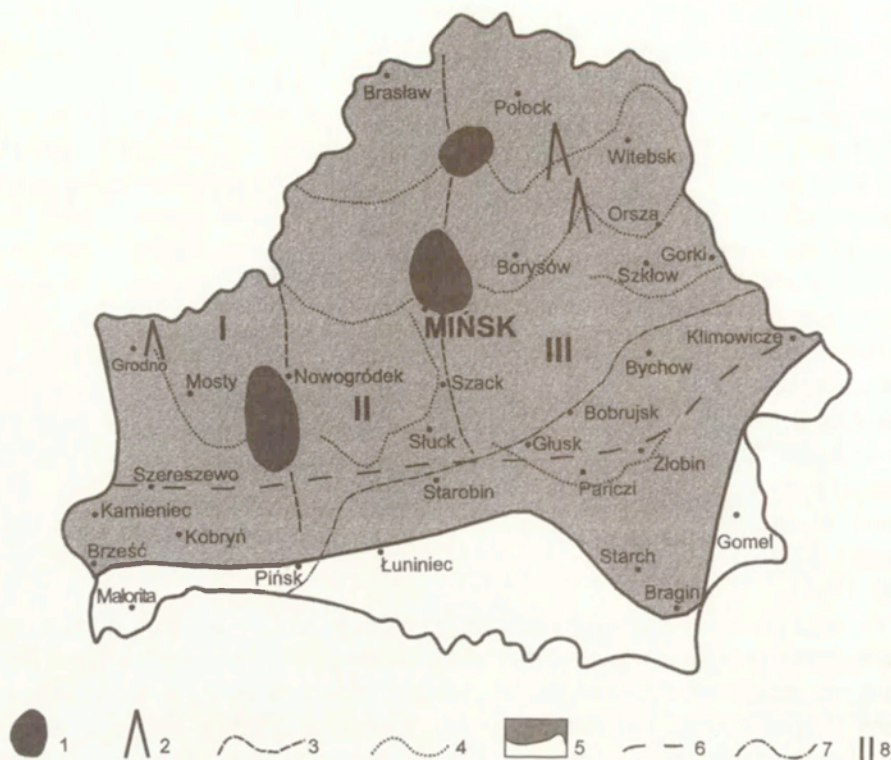 Brasław
Połock
Witebsk
Orsza
Borysów
Gorki
Szkłow
MIŃSK
I
III
Klimowicze
Grodno
Mosty
Nowogródek
Szack
Bychow
II
Bobrujsk
Słuck
Głusk
Żłobin
Szereszewo
Starobin
Pariczi
Kamieniec
Kobryń
Gomel
Brześć
Pińsk
Łuniniec
Starch
Małorita
Bragin
1 2 3 4 5 6 7 II 8